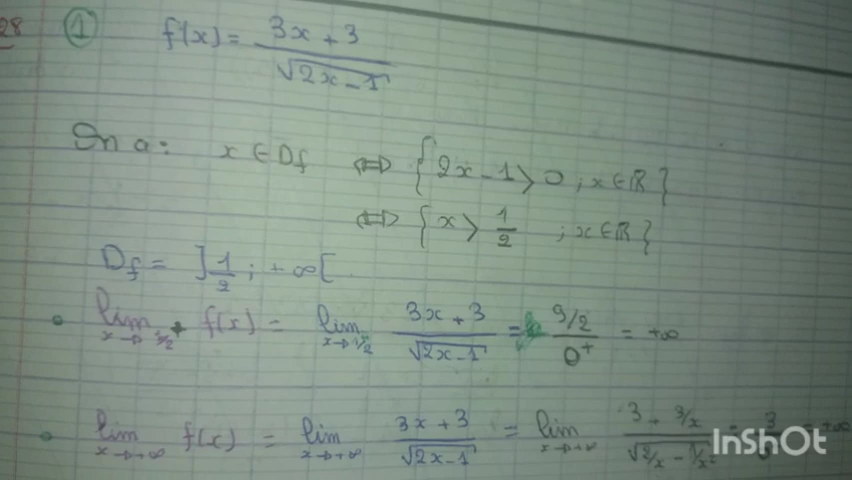 28 ① f(x) = (3x + 3)/√(2x - 1)
On a : x ∈ Df ⟺ { 2x - 1 > 0 ; x ∈ ℝ }
⟺ { x > 1/2 ; x ∈ ℝ }
Df = ]1/2 ; +∞[
• lim x→1/2⁺ f(x) = lim x→1/2⁺ (3x + 3)/√(2x - 1) = (9/2)/0⁺ = +∞
• lim x→+∞ f(x) = lim x→+∞ (3x + 3)/√(2x - 1) = lim x→+∞ (3 + 3/x)/√(2/x - 1/x² = 3 = +∞
InShOt